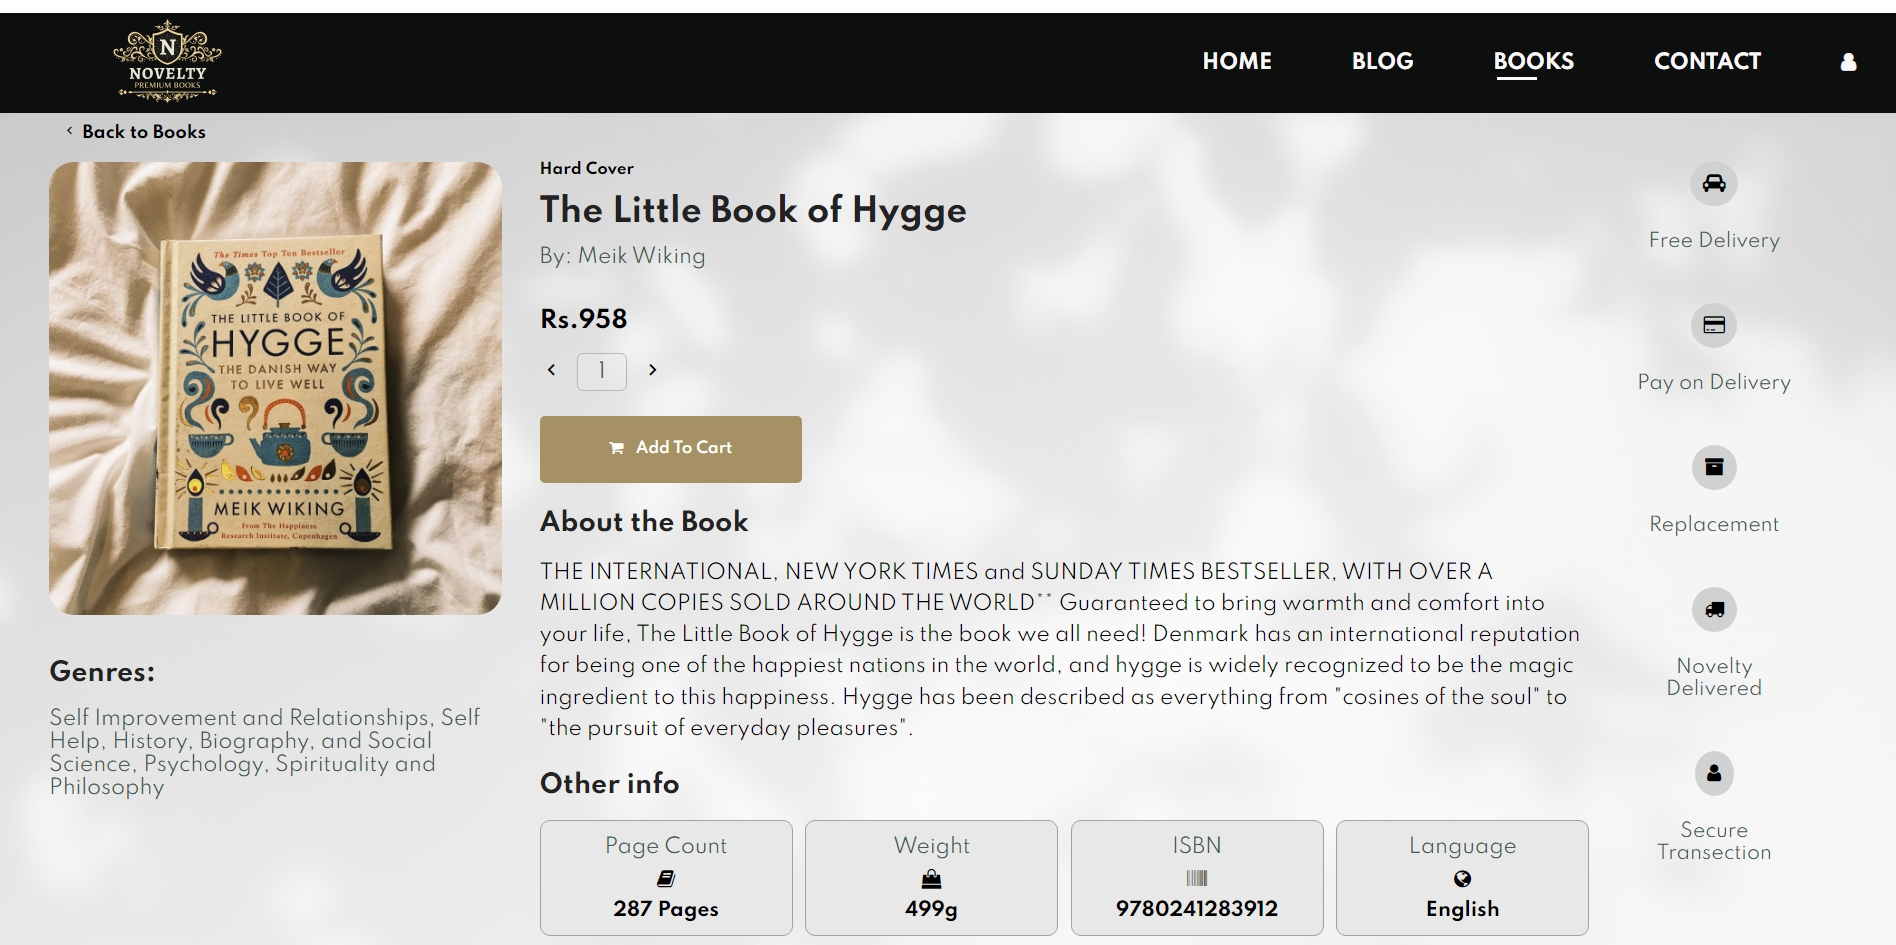 N
NOVELTY
PREMIUM BOOKS
HOME
BLOG
BOOKS
CONTACT
Back to Books
The Times Top Ten Bestseller
THE LITTLE BOOK OF
HYGGE
THE DANISH WAY
TO LIVE WELL
MEIK WIKING
From The Happiness
Research Institute, Copenhagen
Genres:
Self Improvement and Relationships, Self
Help, History, Biography, and Social
Science, Psychology, Spirituality and
Philosophy
Hard Cover
The Little Book of Hygge
By: Meik Wiking
Rs.958
1
Add To Cart
About the Book
THE INTERNATIONAL, NEW YORK TIMES and SUNDAY TIMES BESTSELLER, WITH OVER A
MILLION COPIES SOLD AROUND THE WORLD** Guaranteed to bring warmth and comfort into
your life, The Little Book of Hygge is the book we all need! Denmark has an international reputation
for being one of the happiest nations in the world, and hygge is widely recognized to be the magic
ingredient to this happiness. Hygge has been described as everything from "cosines of the soul" to
"the pursuit of everyday pleasures".
Other info
Page Count
287 Pages
Weight
499g
ISBN
9780241283912
Language
English
Free Delivery
Pay on Delivery
Replacement
Novelty
Delivered
Secure
Transection